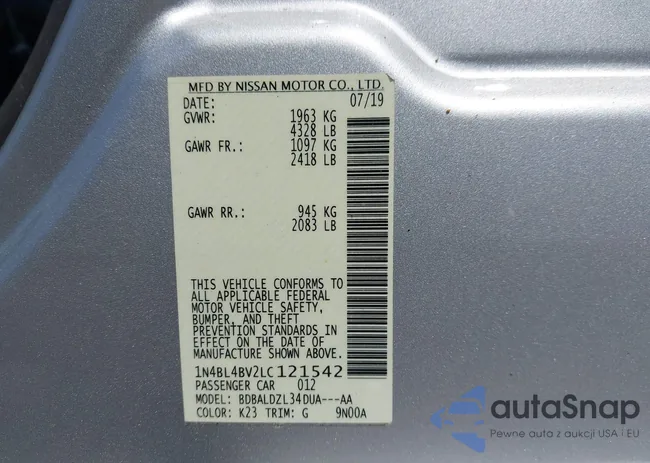 MFD BY NISSAN MOTOR CO., LTD.
DATE: 07/19
GVWR: 1963 KG
4328 LB
GAWR FR.: 1097 KG
2418 LB
GAWR RR.: 945 KG
2083 LB
THIS VEHICLE CONFORMS TO
ALL APPLICABLE FEDERAL
MOTOR VEHICLE SAFETY,
BUMPER, AND THEFT
PREVENTION STANDARDS IN
EFFECT ON THE DATE OF
MANUFACTURE SHOWN ABOVE.
1N4BL4BV2LC121542
PASSENGER CAR 012
MODEL: BDBALDZL34DUA---AA
COLOR: K23 TRIM: G 9N00A
autoSnap
Pewne auto z aukcji USA i EU